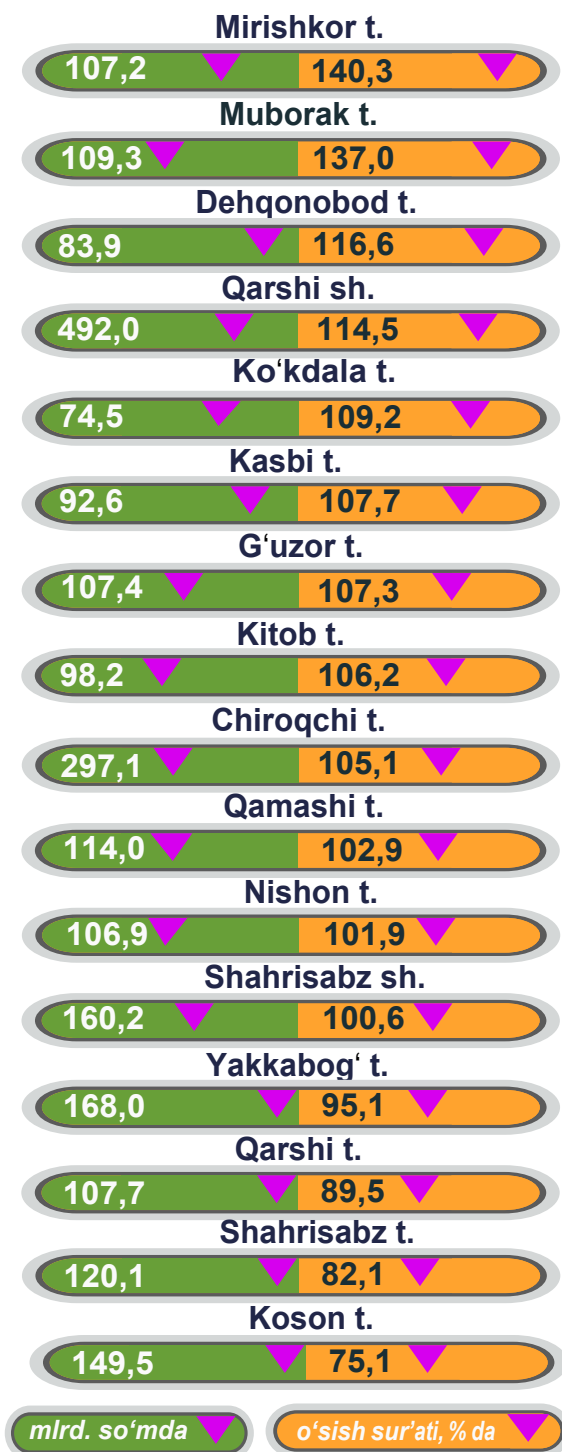 Mirishkor t.
107,2 140,3
Muborak t.
109,3 137,0
Dehqonobod t.
83,9 116,6
Qarshi sh.
492,0 114,5
Ko‘kdala t.
74,5 109,2
Kasbi t.
92,6 107,7
G‘uzor t.
107,4 107,3
Kitob t.
98,2 106,2
Chiroqchi t.
297,1 105,1
Qamashi t.
114,0 102,9
Nishon t.
106,9 101,9
Shahrisabz sh.
160,2 100,6
Yakkabog‘ t.
168,0 95,1
Qarshi t.
107,7 89,5
Shahrisabz t.
120,1 82,1
Koson t.
149,5 75,1
mlrd. so‘mda o‘sish sur’ati, % da